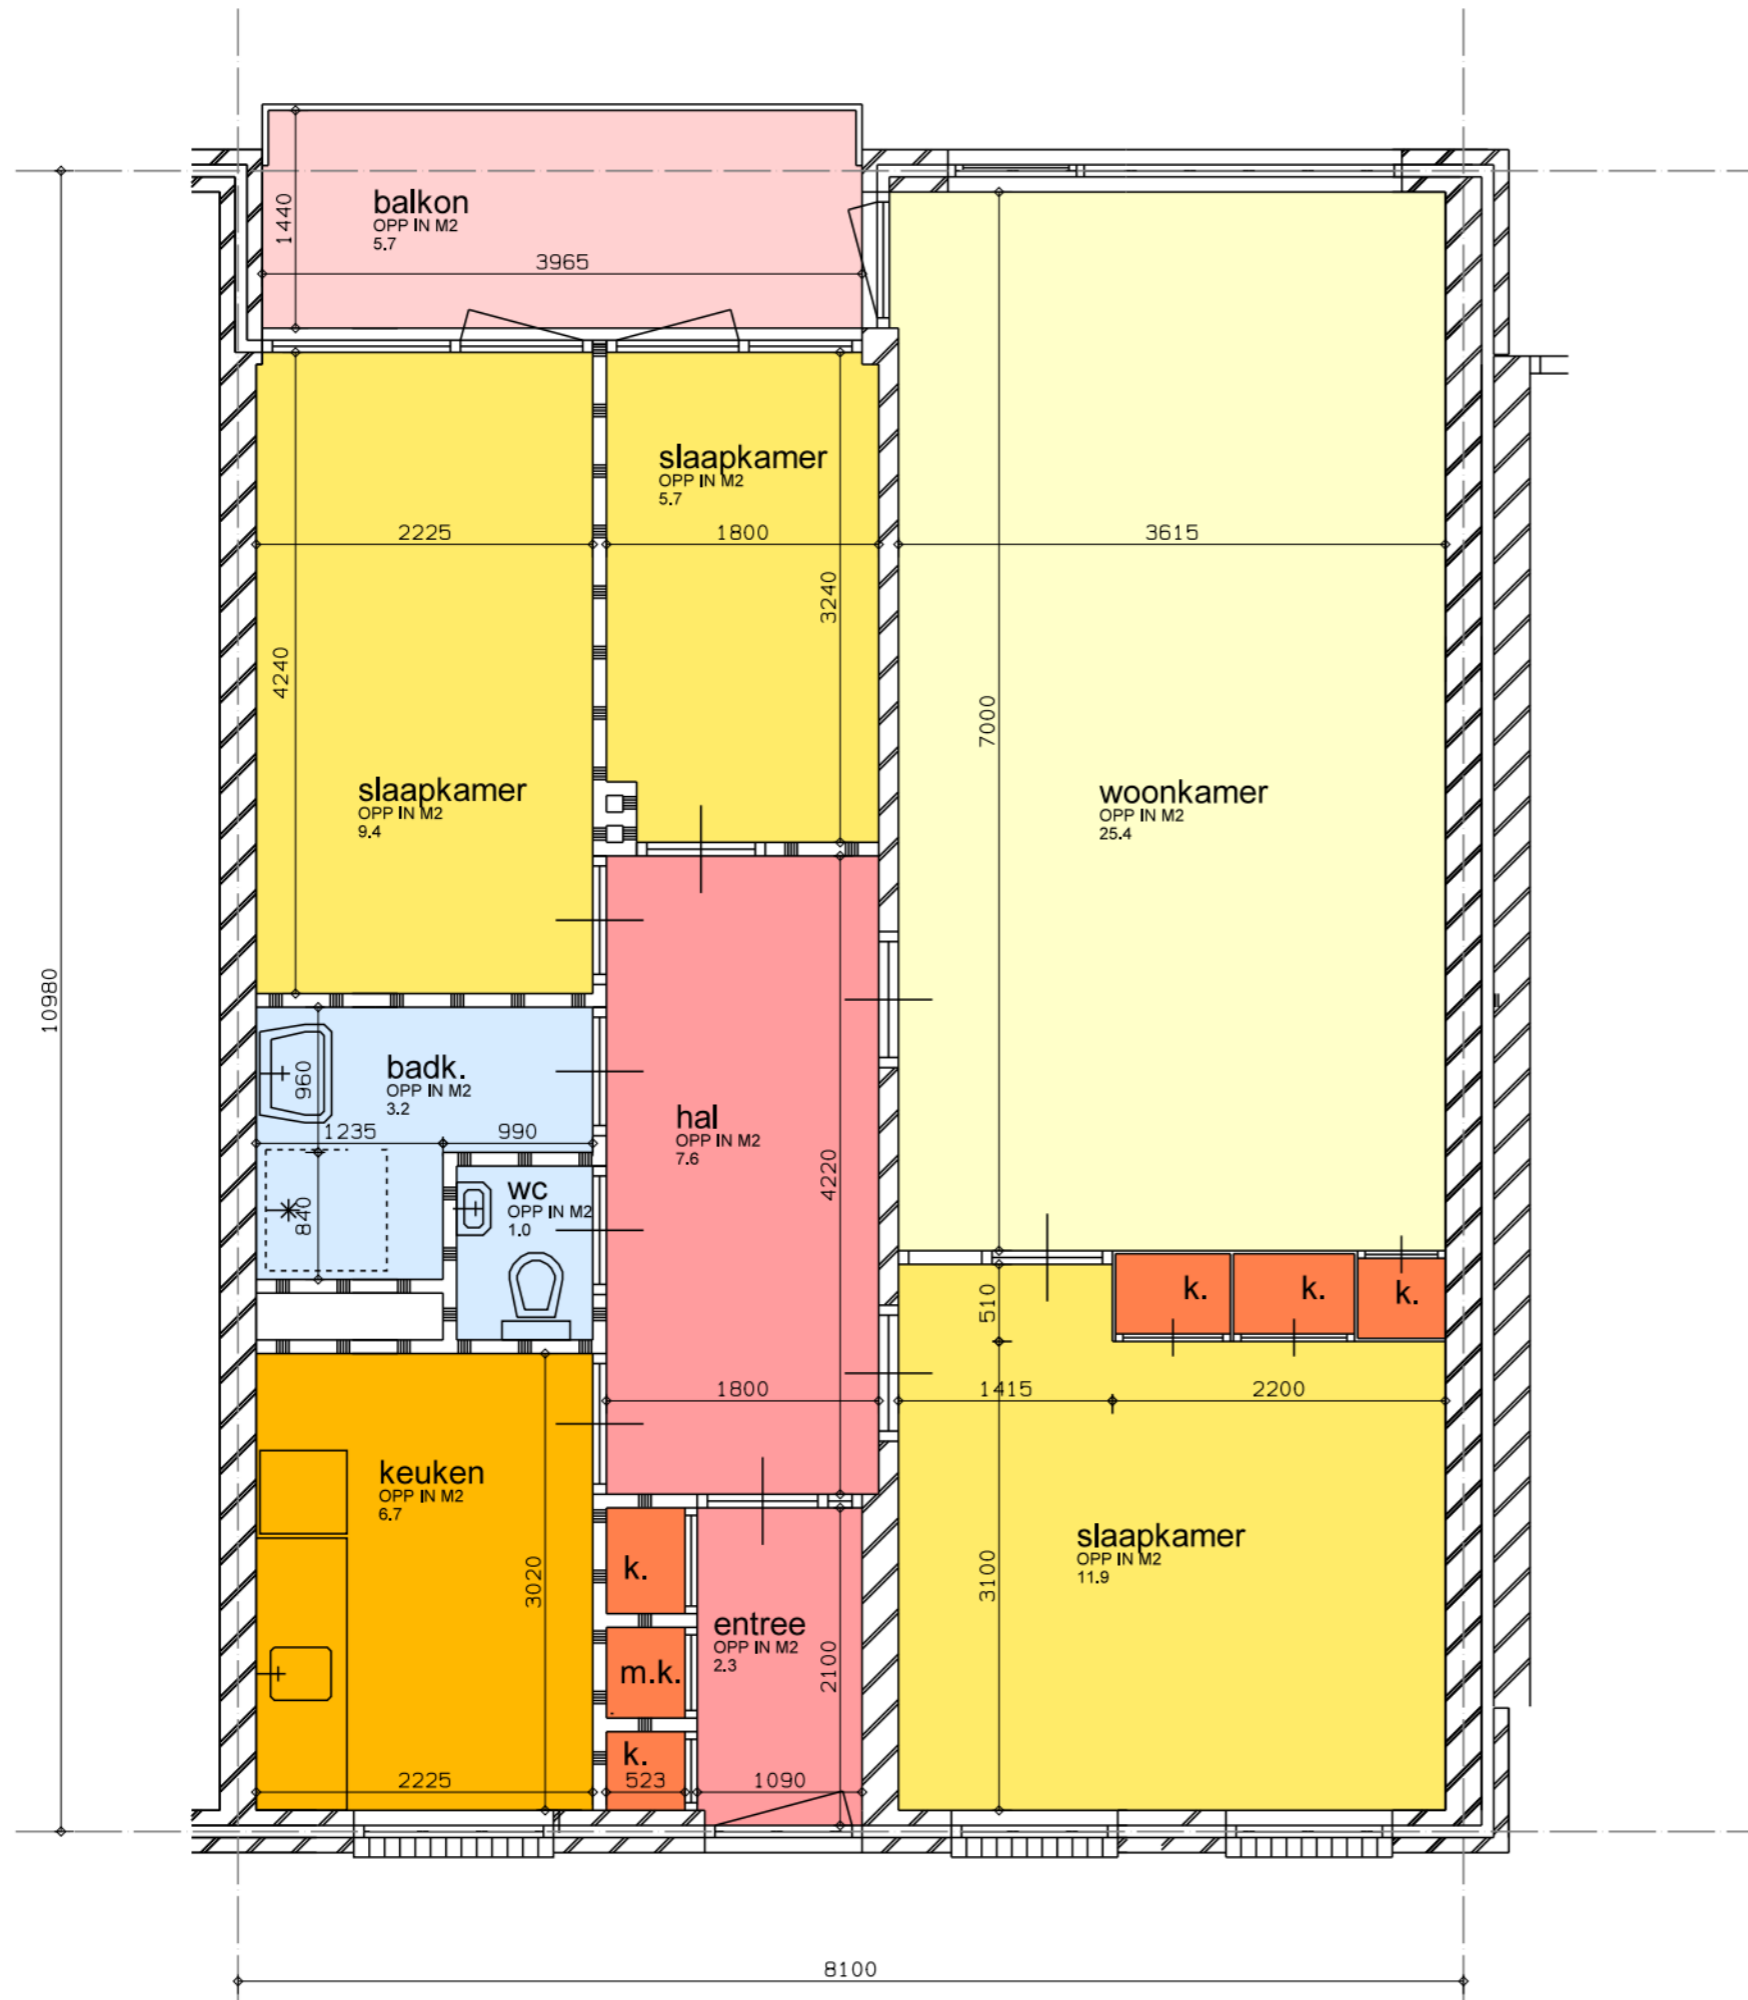 balkon
OPP IN M2
5.7
1440
3965
slaapkamer
OPP IN M2
5.7
2225
1800
3615
3240
4240
7000
slaapkamer
OPP IN M2
9.4
woonkamer
OPP IN M2
25.4
10980
badk.
OPP IN M2
3.2
960
1235
990
hal
OPP IN M2
7.6
4220
wc
OPP IN M2
1.0
840
k.
k.
k.
510
1800
1415
2200
keuken
OPP IN M2
6.7
3020
slaapkamer
OPP IN M2
11.9
3100
k.
entree
OPP IN M2
2.3
2100
m.k.
k.
2225
523
1090
8100